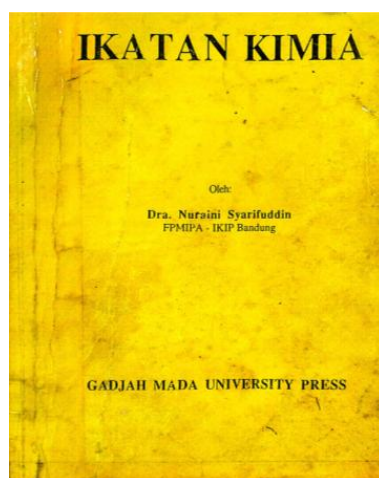 IKATAN KIMIA
Oleh:
Dra. Nuraini Syarifuddin
FPMIPA - IKIP Bandung
GADJAH MADA UNIVERSITY PRESS